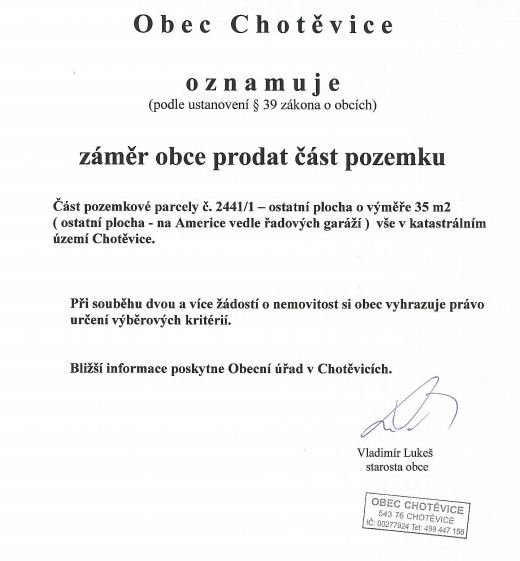 Obec Chotěvice
oznamuje
(podle ustanovení § 39 zákona o obcích)
záměr obce prodat část pozemku
Část pozemkové parcely č. 2441/1 – ostatní plocha o výměře 35 m2
( ostatní plocha - na Americe vedle řadových garáží ) vše v katastrálním
území Chotěvice.
Při souběhu dvou a více žádostí o nemovitost si obec vyhrazuje právo
určení výběrových kritérií.
Bližší informace poskytne Obecní úřad v Chotěvicích.
Vladimír Lukeš
starosta obce
OBEC CHOTĚVICE
543 76 CHOTĚVICE
IČ: 00277924 Tel: 499 447 156